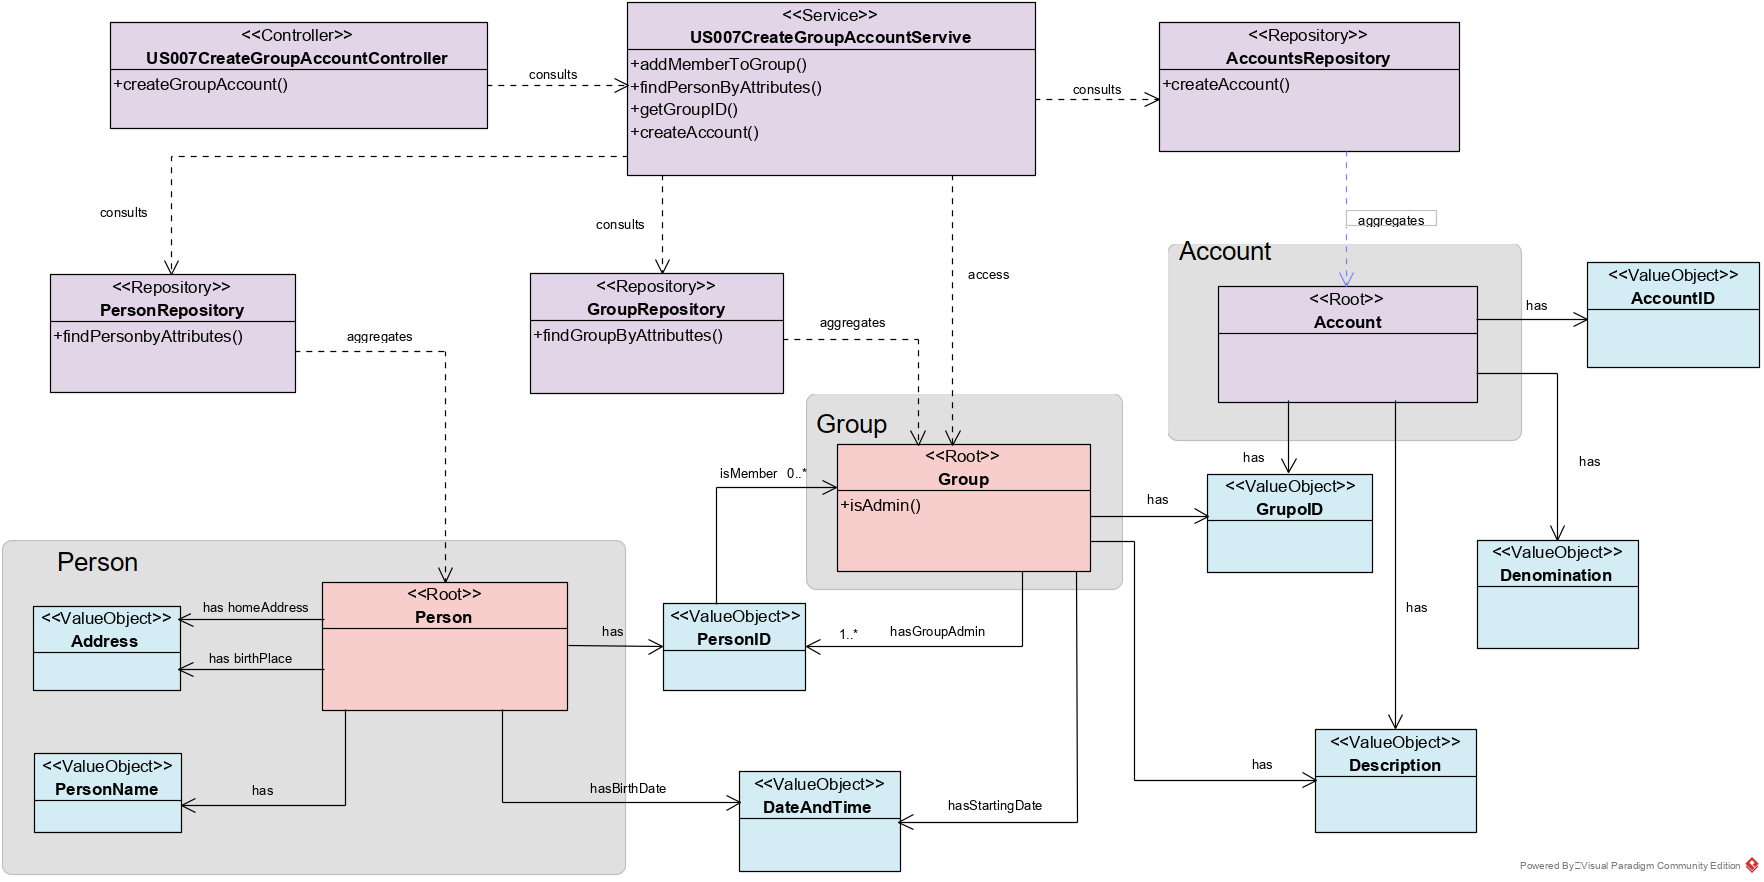 <<Controller>>
US007CreateGroupAccountController
+createGroupAccount()
consults
<<Service>>
US007CreateGroupAccountServive
+addMemberToGroup()
+findPersonByAttributes()
+getGroupID()
+createAccount()
consults
<<Repository>>
AccountsRepository
+createAccount()
consults
consults
access
aggregates
<<Repository>>
PersonRepository
+findPersonbyAttributes()
aggregates
<<Repository>>
GroupRepository
+findGroupByAttributtes()
aggregates
Account
<<Root>>
Account
has
<<ValueObject>>
AccountID
Group
<<Root>>
Group
+isAdmin()
isMember 0..*
has
has
has
<<ValueObject>>
GrupoID
<<ValueObject>>
Denomination
Person
<<Root>>
Person
has homeAddress
has birthPlace
<<ValueObject>>
Address
has
<<ValueObject>>
PersonID
1..*
hasGroupAdmin
has
<<ValueObject>>
PersonName
has
hasBirthDate
<<ValueObject>>
DateAndTime
hasStartingDate
has
<<ValueObject>>
Description
Powered By Visual Paradigm Community Edition